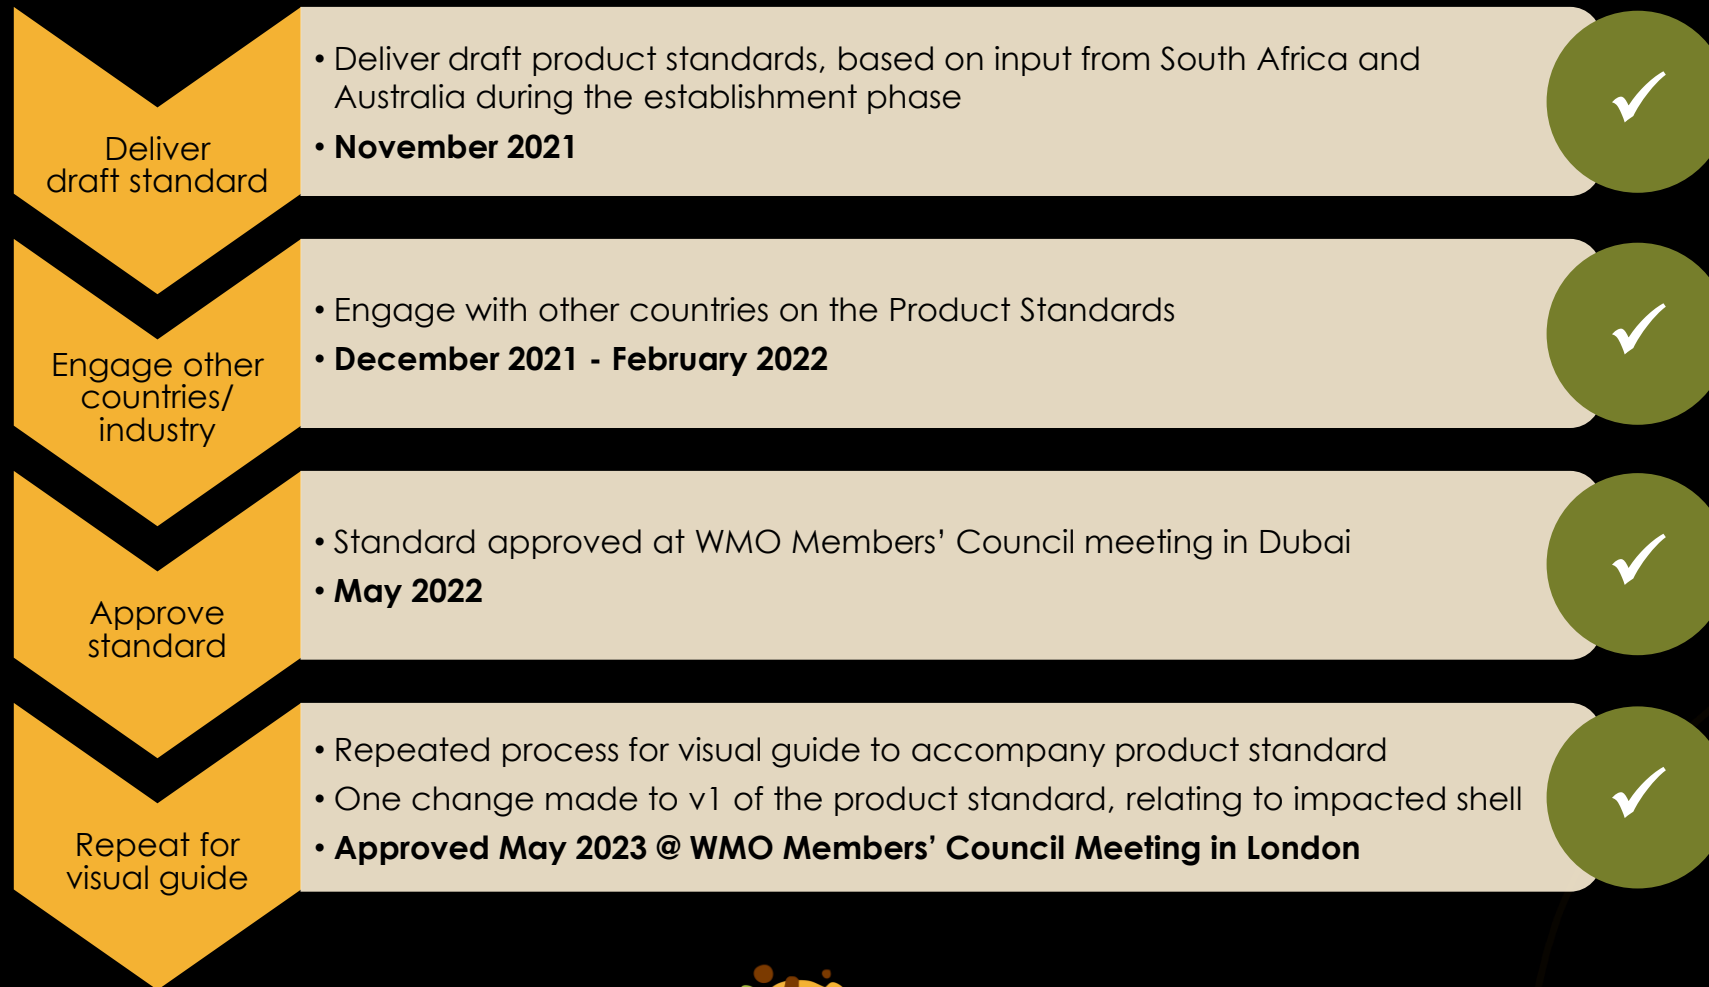 Deliver
draft standard
• Deliver draft product standards, based on input from South Africa and
Australia during the establishment phase
• November 2021
Engage other
countries/
industry
• Engage with other countries on the Product Standards
• December 2021 - February 2022
Approve
standard
• Standard approved at WMO Members’ Council meeting in Dubai
• May 2022
Repeat for
visual guide
• Repeated process for visual guide to accompany product standard
• One change made to v1 of the product standard, relating to impacted shell
• Approved May 2023 @ WMO Members’ Council Meeting in London